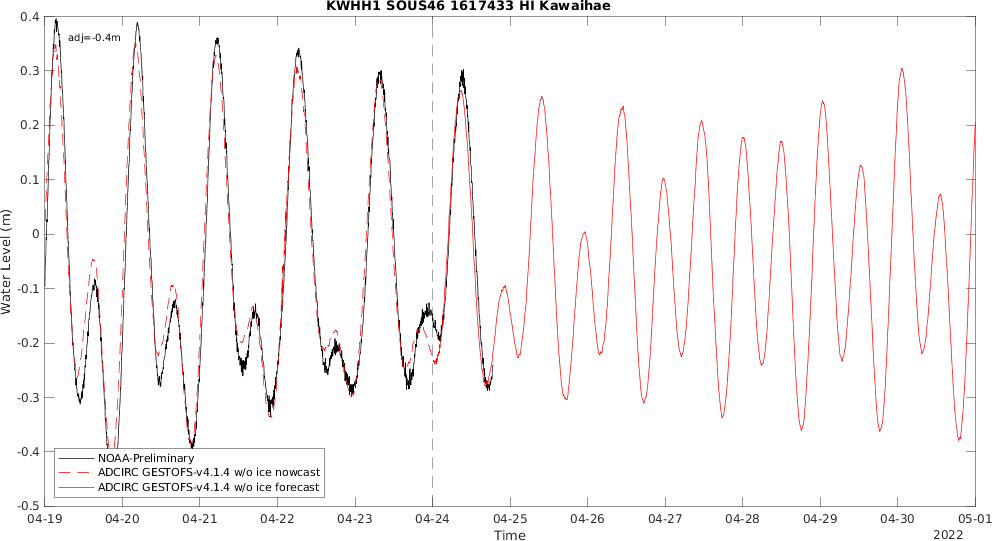 KWHH1 SOUS46 1617433 HI Kawaihae
adj=-0.4m
0.4
0.3
0.2
0.1
0
-0.1
-0.2
-0.3
-0.4
-0.5
Water Level (m)
NOAA-Preliminary
ADCIRC GESTOFS-v4.1.4 w/o ice nowcast
ADCIRC GESTOFS-v4.1.4 w/o ice forecast
04-19 04-20 04-21 04-22 04-23 04-24 04-25 04-26 04-27 04-28 04-29 04-30 05-01
Time
2022